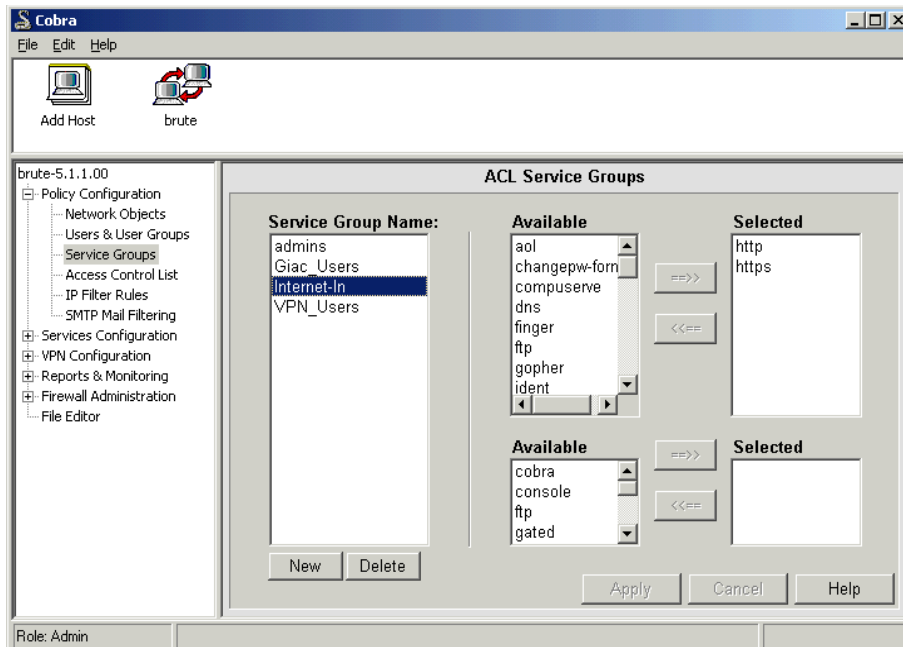 Cobra
File Edit Help
Add Host
brute
brute-5.1.1.00
Policy Configuration
Network Objects
Users & User Groups
Service Groups
Access Control List
IP Filter Rules
SMTP Mail Filtering
Services Configuration
VPN Configuration
Reports & Monitoring
Firewall Administration
File Editor
ACL Service Groups
Service Group Name:
admins
Giac_Users
Internet-In
VPN_Users
New
Delete
Available
aol
changepw-forn
compuserve
dns
finger
ftp
gopher
ident
==>>
<<==
Selected
http
https
Available
cobra
console
ftp
gated
==>>
<<==
Selected
Apply
Cancel
Help
Role: Admin